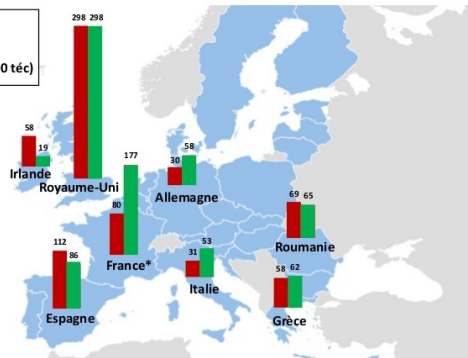 298 298
0 téc)
58
19
Irlande
Royaume-Uni
177
80
France*
30
58
Allemagne
69
65
Roumanie
112
86
Espagne
31
53
Italie
58 62
Grèce